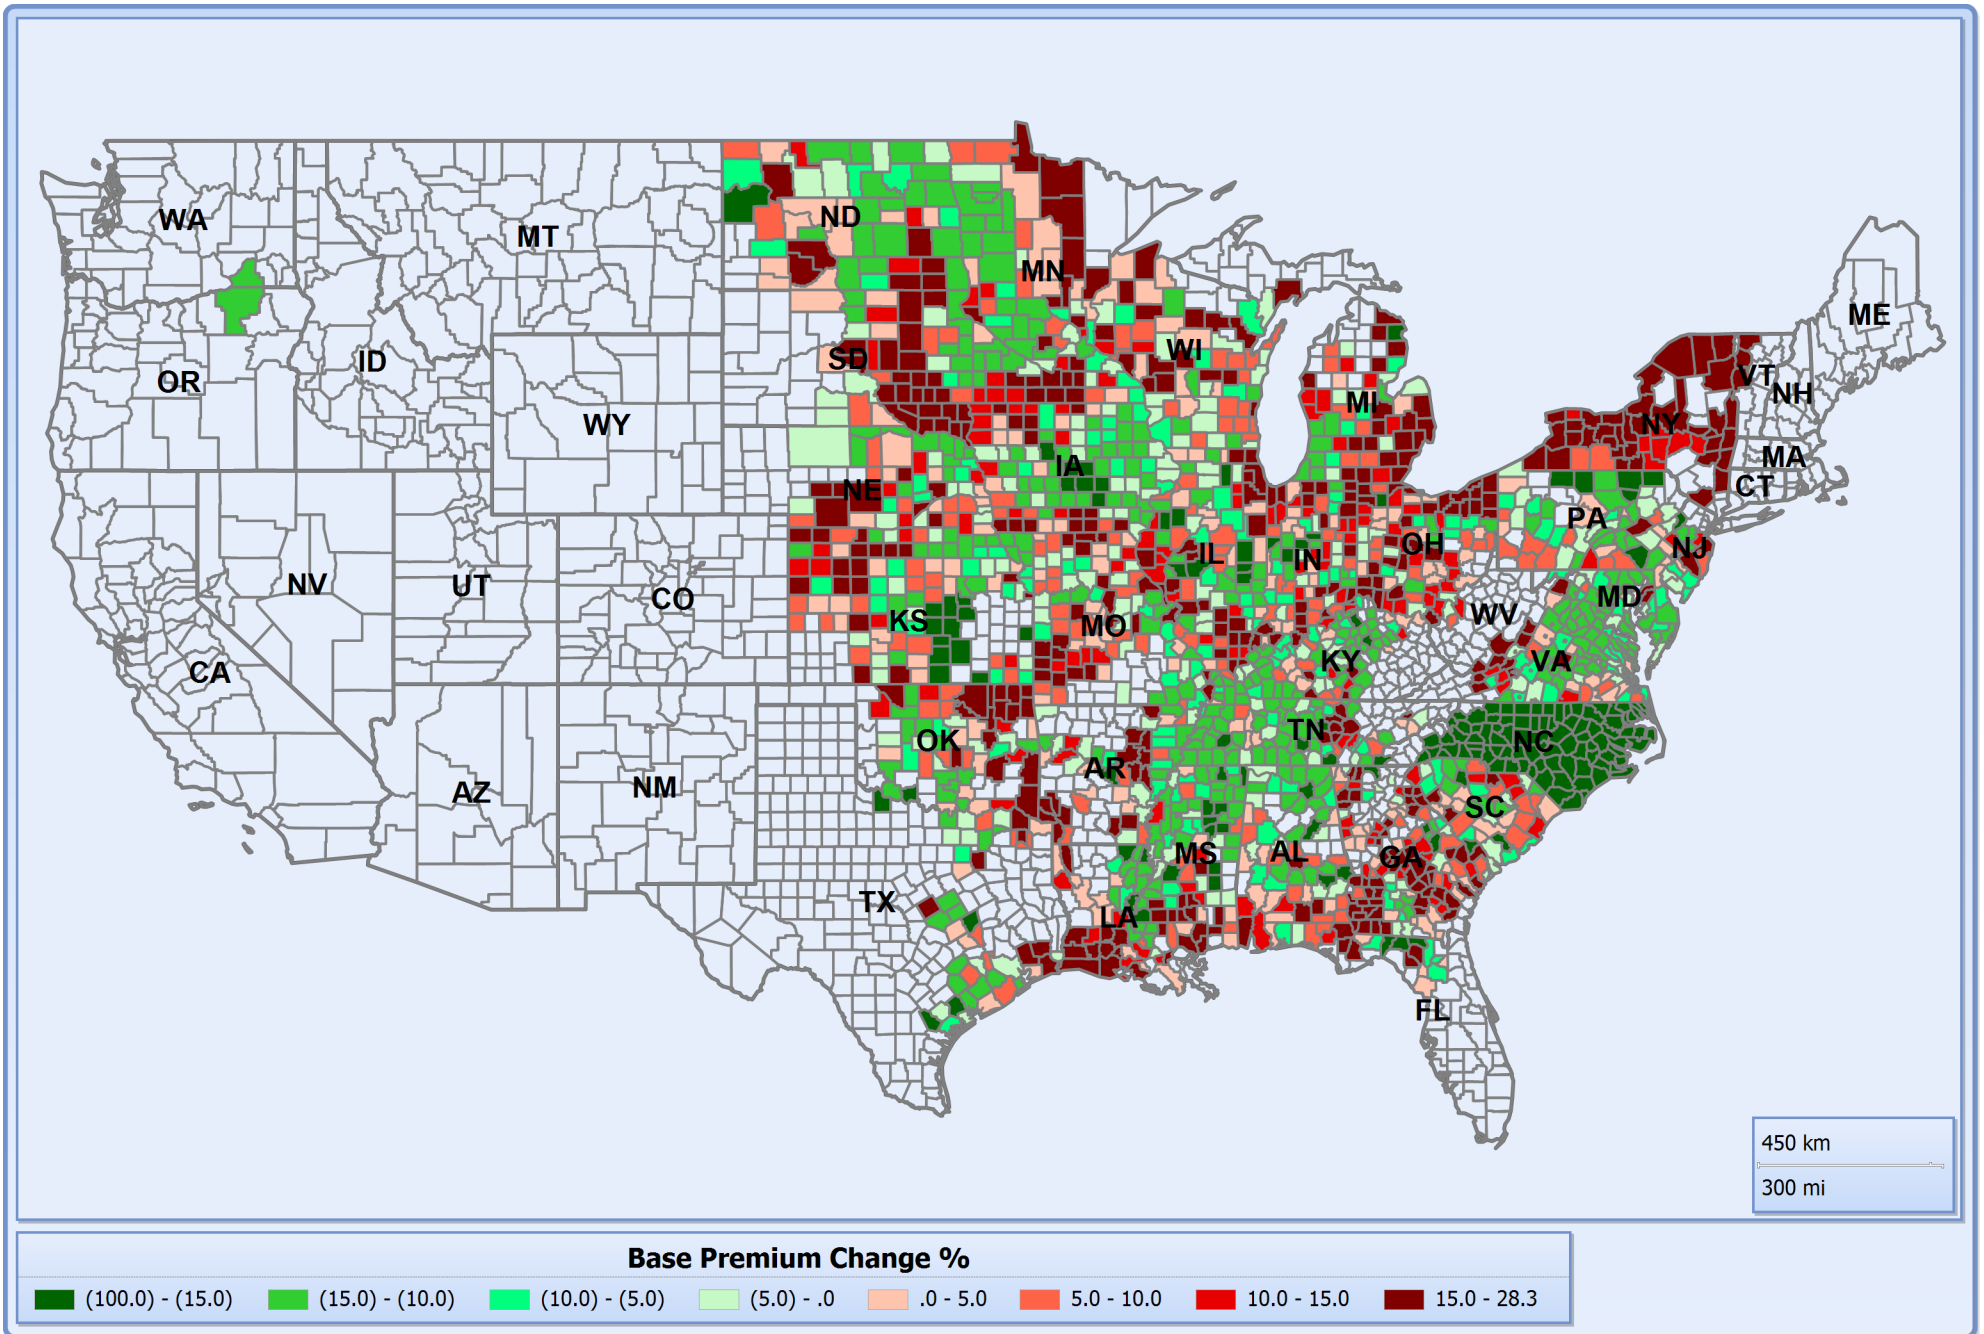 WA
MT
ND
MN
ME
OR
ID
SD
WI
VT
NH
WY
MI
NY
MA
CT
IA
NE
PA
NV
UT
CO
IL
IN
OH
NJ
MD
WV
CA
KS
MO
KY
VA
AZ
NM
OK
AR
TN
NC
SC
MS
AL
GA
TX
LA
FL
450 km
300 mi
Base Premium Change %
(100.0) - (15.0) (15.0) - (10.0) (10.0) - (5.0) (5.0) - .0 .0 - 5.0 5.0 - 10.0 10.0 - 15.0 15.0 - 28.3